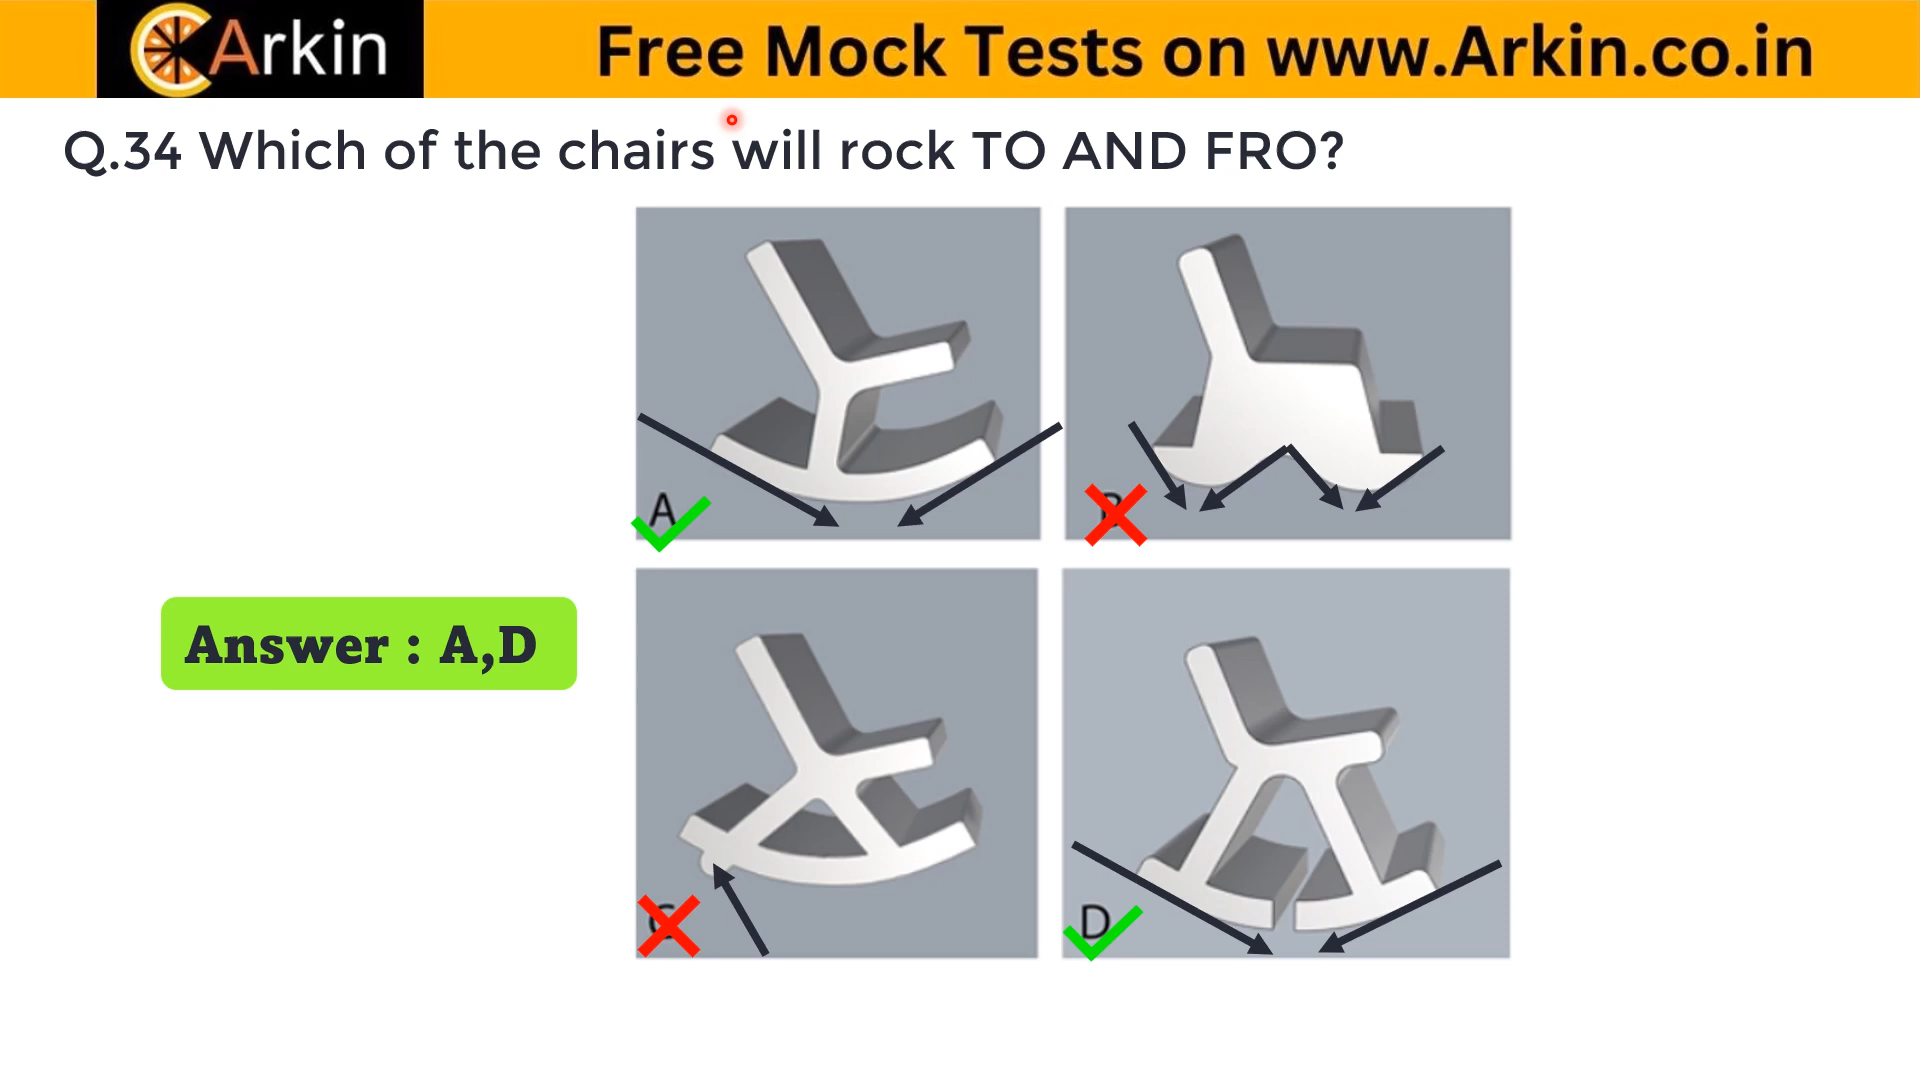 Arkin
Free Mock Tests on www.Arkin.co.in
Q.34 Which of the chairs will rock TO AND FRO?
A
Answer : A,D
C
D